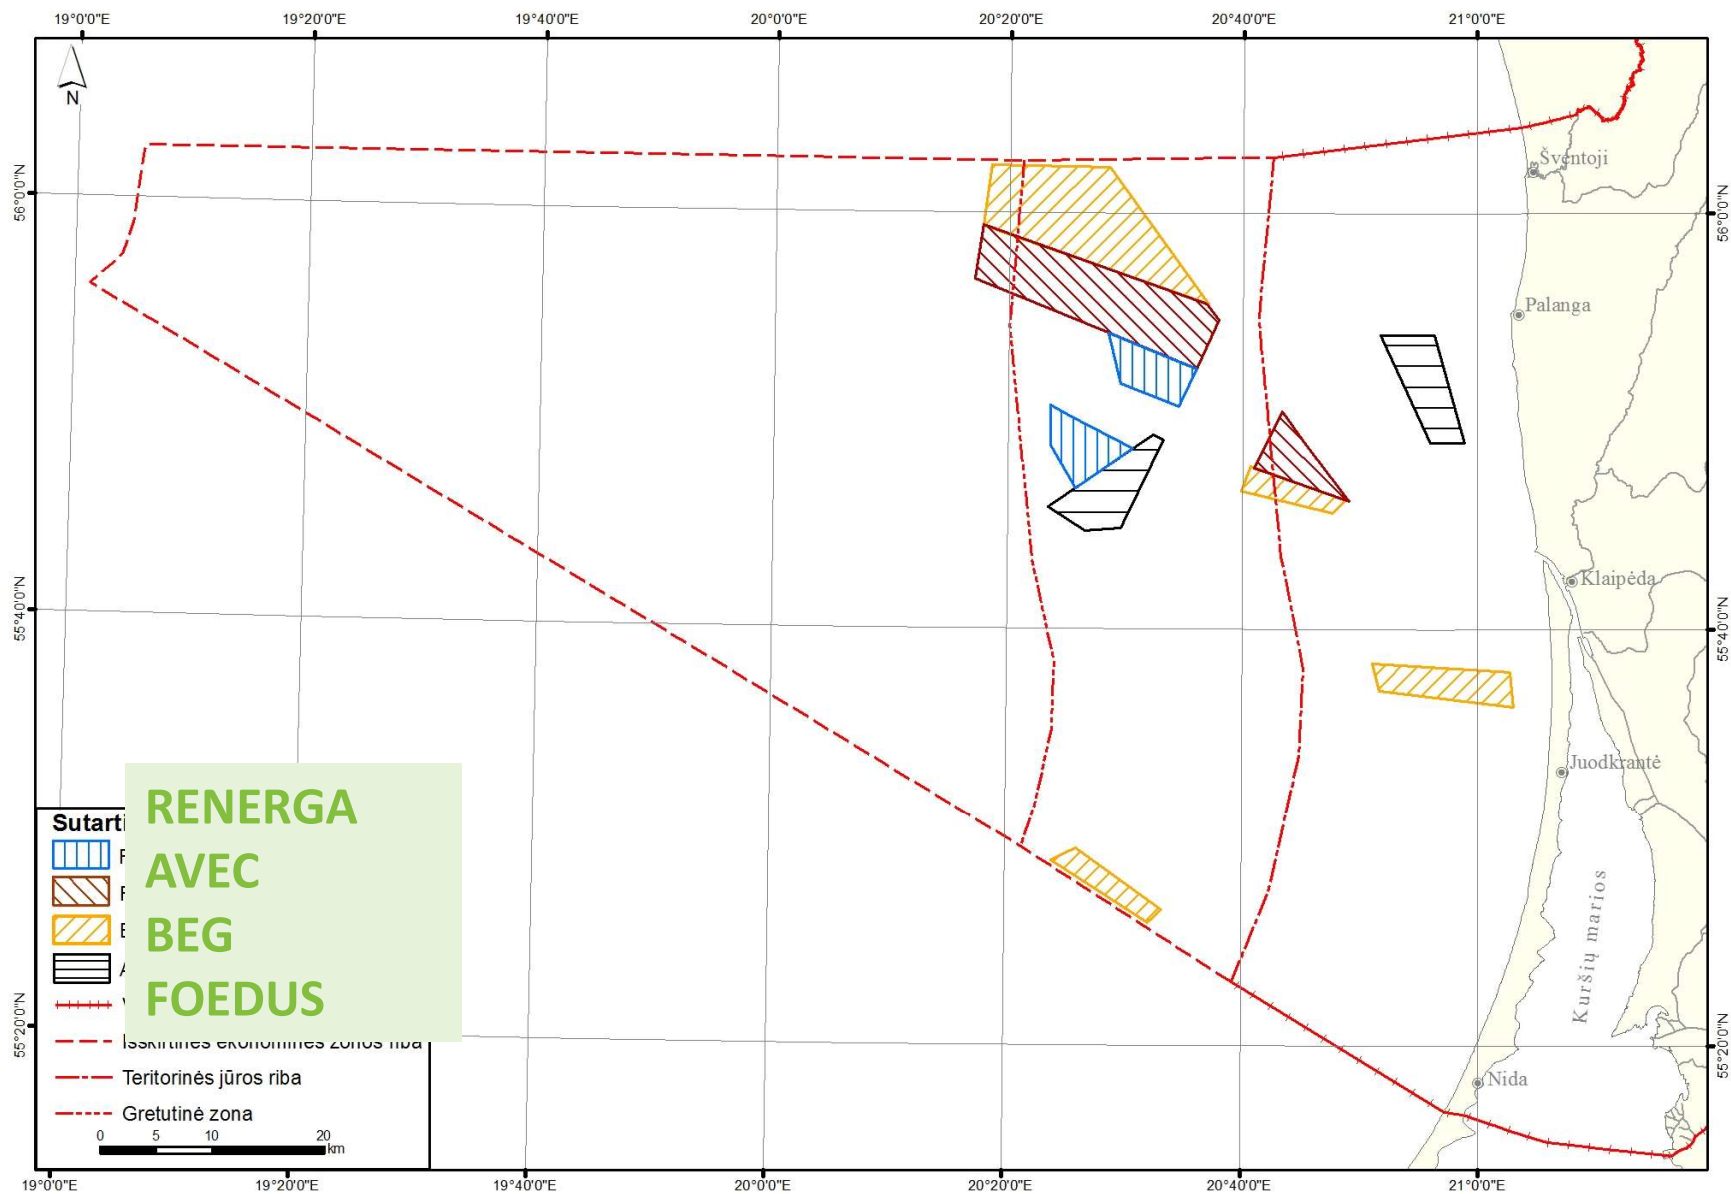 19°0'0"E 19°20'0"E 19°40'0"E 20°0'0"E 20°20'0"E 20°40'0"E 21°0'0"E
N
56°0'0"N
56°0'0"N
Šventoji
Palanga
Klaipėda
55°40'0"N
55°40'0"N
Juodkrantė
Kuršių marios
Nida
55°20'0"N
55°20'0"N
RENERGA
AVEC
BEG
FOEDUS
Išskirtinės ekonominės zonos riba
Teritorinės jūros riba
Gretutinė zona
0 5 10 20
km
19°0'0"E 19°20'0"E 19°40'0"E 20°0'0"E 20°20'0"E 20°40'0"E 21°0'0"E